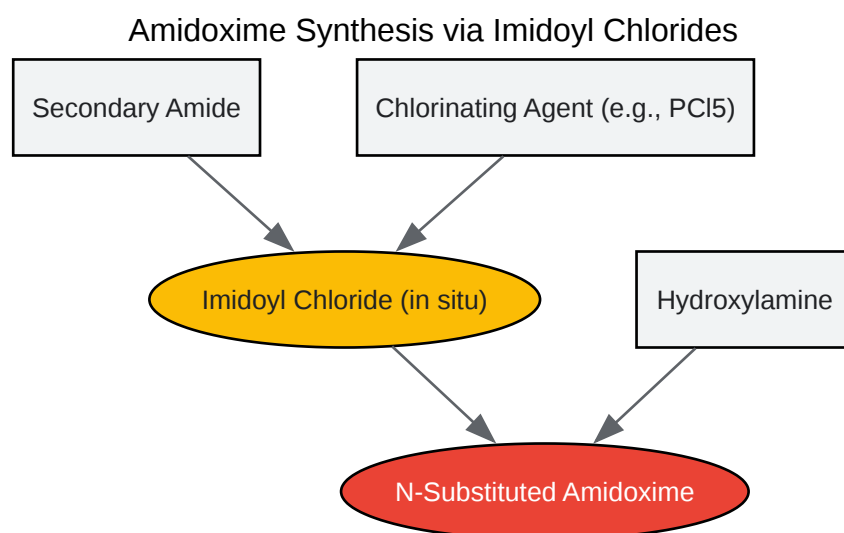 Amidoxime Synthesis via Imidoyl Chlorides
Secondary Amide
Chlorinating Agent (e.g., PCl5)
Imidoyl Chloride (in situ)
Hydroxylamine
N-Substituted Amidoxime